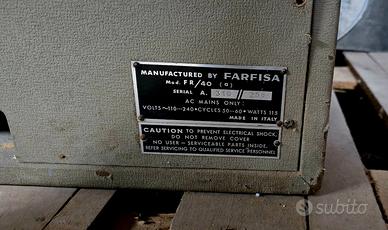 MANUFACTURED BY FARFISA
Mod. FR/40 (a)
SERIAL A.
AC MAINS ONLY:
VOLTS~110-240•CYCLES 50-60•WATTS 115
MADE IN ITALY
CAUTION TO PREVENT ELECTRICAL SHOCK,
DO NOT REMOVE COVER
NO USER-SERVICEABLE PARTS INSIDE.
REFER SERVICING TO QUALIFIED SERVICE PERSONNEL
subito